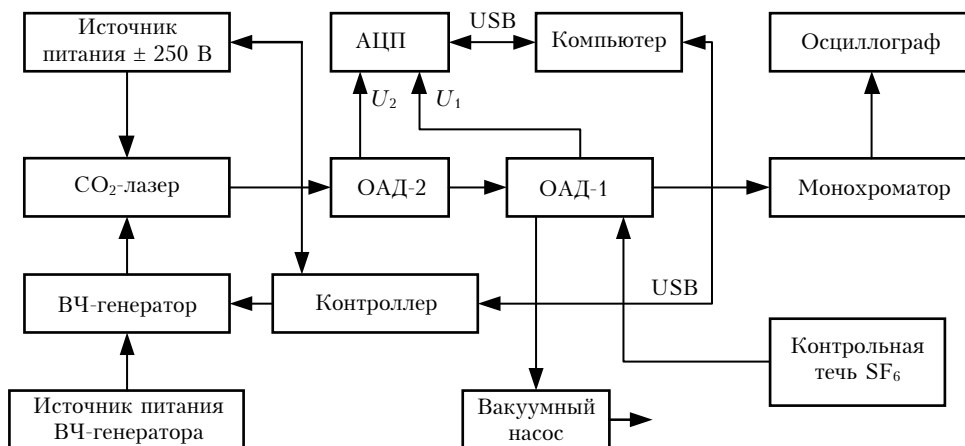 Источник
питания ± 250 В
АЦП
USB
Компьютер
Осциллограф
U₂
U₁
CO₂-лазер
ОАД-2
ОАД-1
Монохроматор
ВЧ-генератор
Контроллер
USB
Контрольная
течь SF₆
Источник питания
ВЧ-генератора
Вакуумный
насос